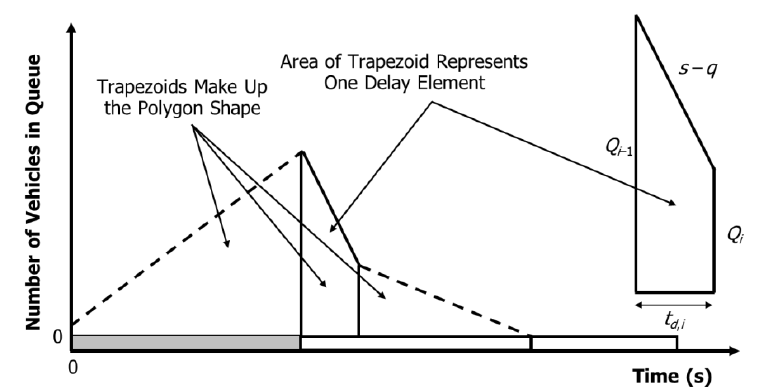 Number of Vehicles in Queue
Trapezoids Make Up
the Polygon Shape
Area of Trapezoid Represents
One Delay Element
s – q
Qi–1
Qi
td,i
0
0
Time (s)